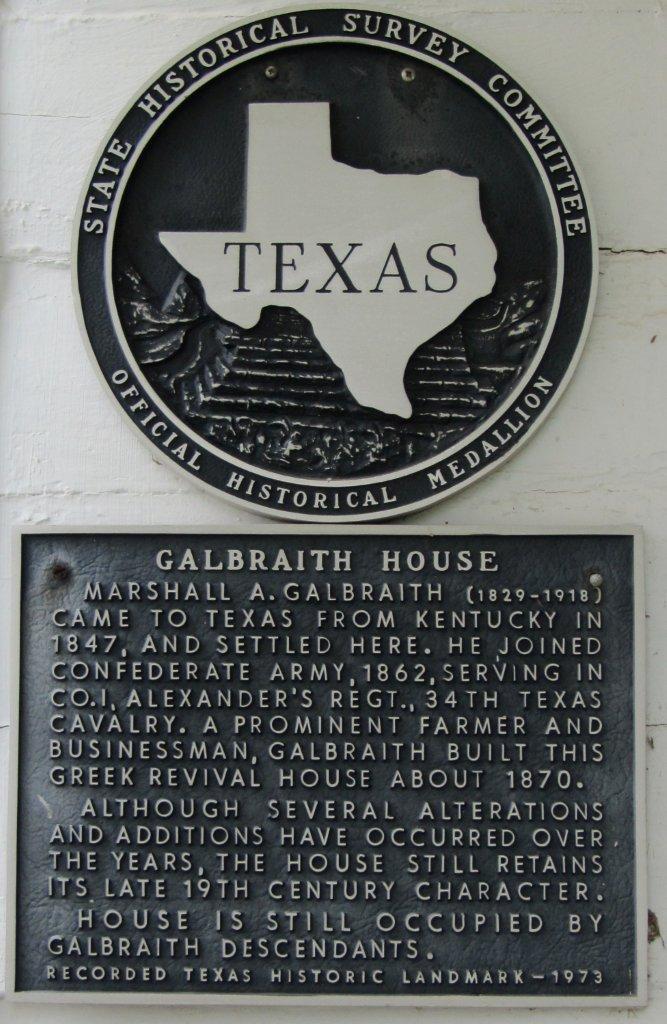 STATE HISTORICAL SURVEY COMMITTEE
TEXAS
OFFICIAL HISTORICAL MEDALLION
GALBRAITH HOUSE
MARSHALL A. GALBRAITH (1829-1918)
CAME TO TEXAS FROM KENTUCKY IN
1847, AND SETTLED HERE. HE JOINED
CONFEDERATE ARMY, 1862, SERVING IN
CO. I, ALEXANDER'S REGT., 34TH TEXAS
CAVALRY. A PROMINENT FARMER AND
BUSINESSMAN, GALBRAITH BUILT THIS
GREEK REVIVAL HOUSE ABOUT 1870.
ALTHOUGH SEVERAL ALTERATIONS
AND ADDITIONS HAVE OCCURRED OVER
THE YEARS, THE HOUSE STILL RETAINS
ITS LATE 19TH CENTURY CHARACTER.
HOUSE IS STILL OCCUPIED BY
GALBRAITH DESCENDANTS.
RECORDED TEXAS HISTORIC LANDMARK - 1973